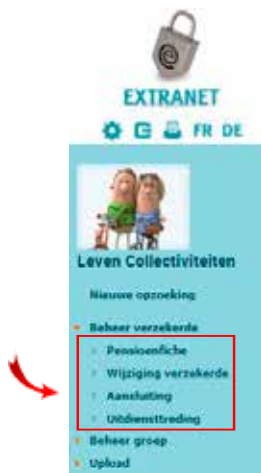 EXTRANET
FR DE
Leven Collectiviteiten
Nieuwe opzoeking
Beheer verzekerde
Pensioenfiche
Wijziging verzekerde
Aansluiting
Uitdiensttreding
Beheer groep
Upload